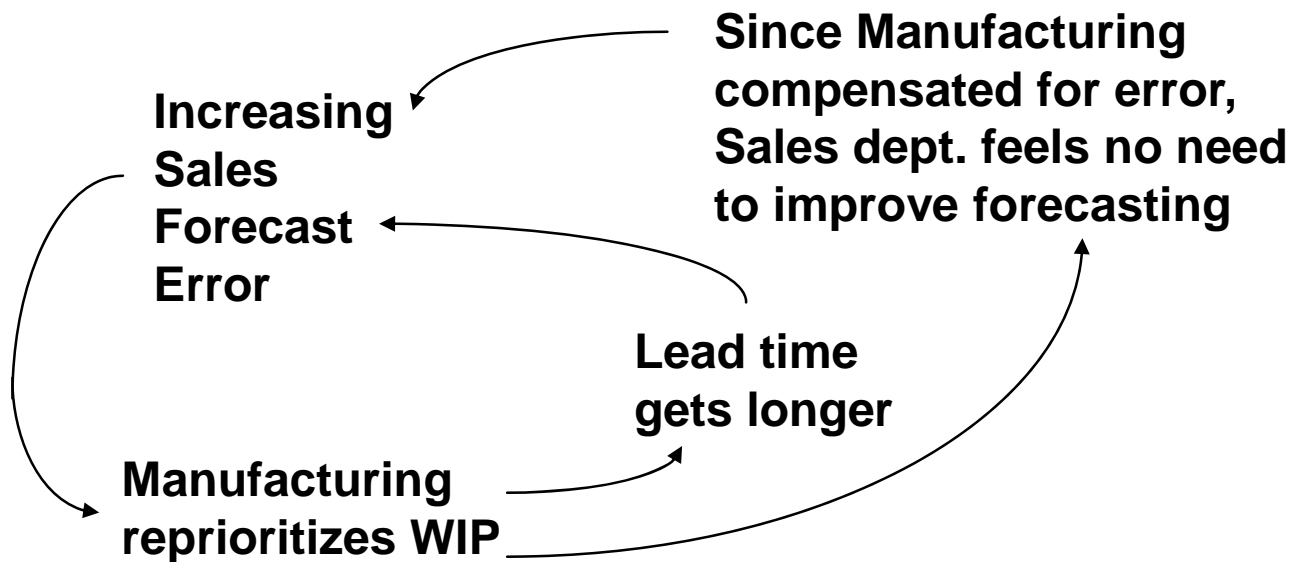 Since Manufacturing
compensated for error,
Sales dept. feels no need
to improve forecasting
Increasing
Sales
Forecast
Error
Lead time
gets longer
Manufacturing
reprioritizes WIP